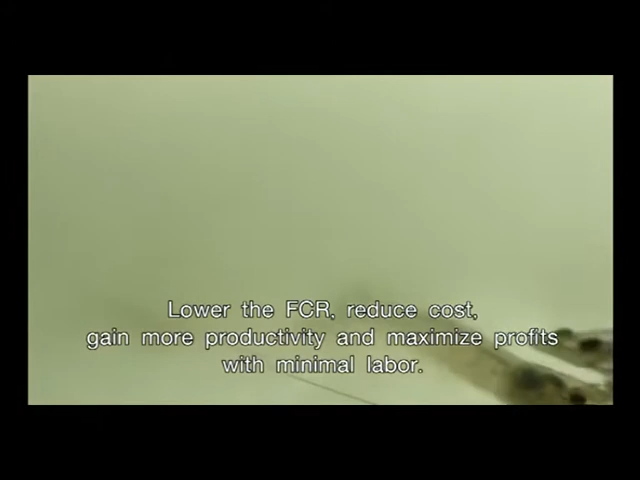 Lower the FCR, reduce cost,
gain more productivity and maximize profits
with minimal labor.